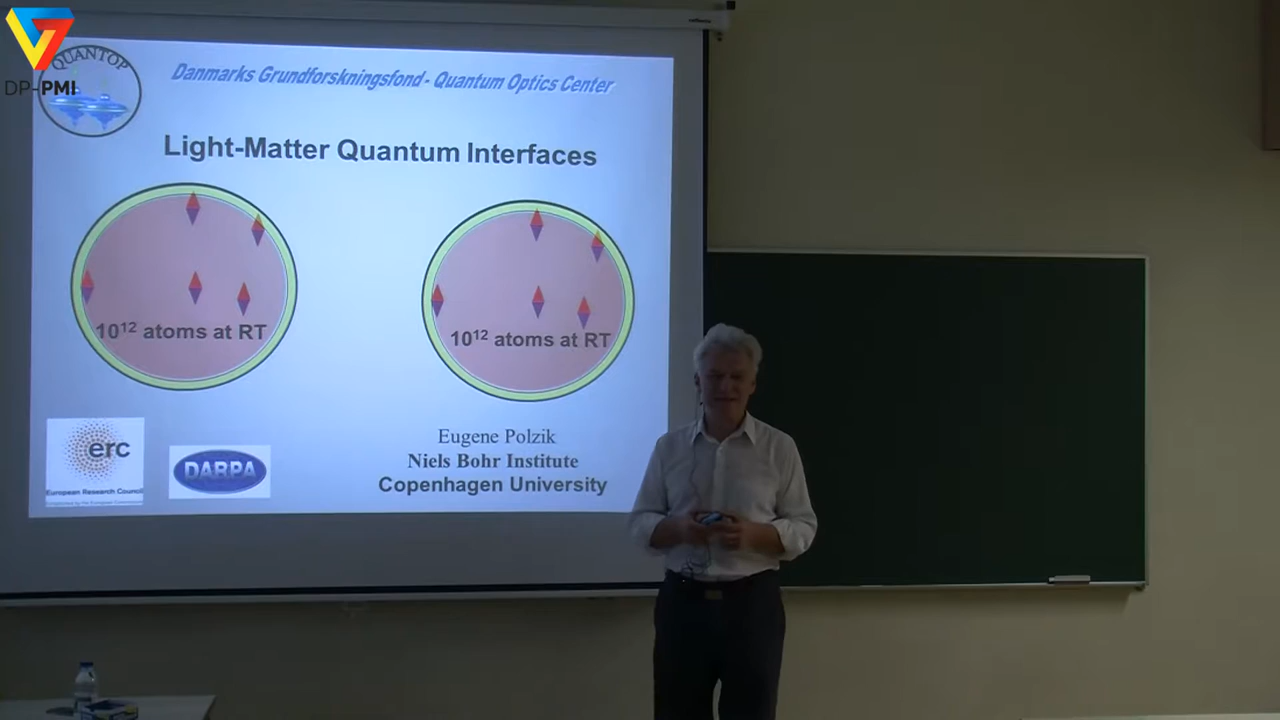 QUANTOP
DP-PMI
Danmarks Grundforskningsfond - Quantum Optics Center
Light-Matter Quantum Interfaces
10¹² atoms at RT
10¹² atoms at RT
erc
European Research Council
DARPA
Eugene Polzik
Niels Bohr Institute
Copenhagen University